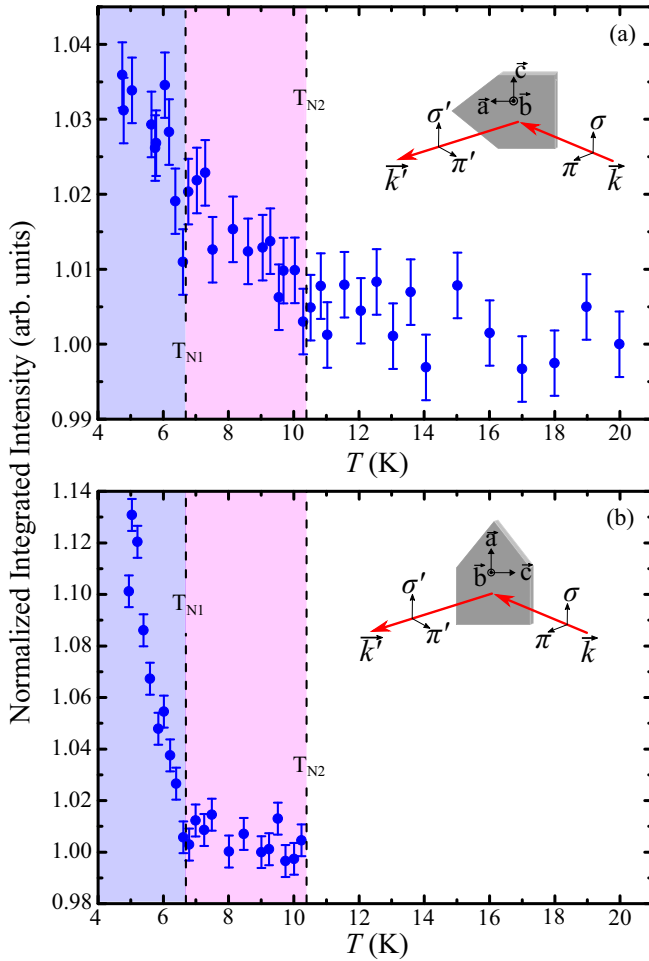 Normalized Integrated Intensity (arb. units)
(a)
1.04
1.03
1.02
1.01
1.00
0.99
T_N1
T_N2
c⃗
a⃗
b⃗
σ′
π′
k⃗′
σ
π
k⃗
4 6 8 10 12 14 16 18 20
T (K)
(b)
1.14
1.12
1.10
1.08
1.06
1.04
1.02
1.00
0.98
T_N1
T_N2
a⃗
b⃗
c⃗
σ′
π′
k⃗′
σ
π
k⃗
4 6 8 10 12 14 16 18 20
T (K)